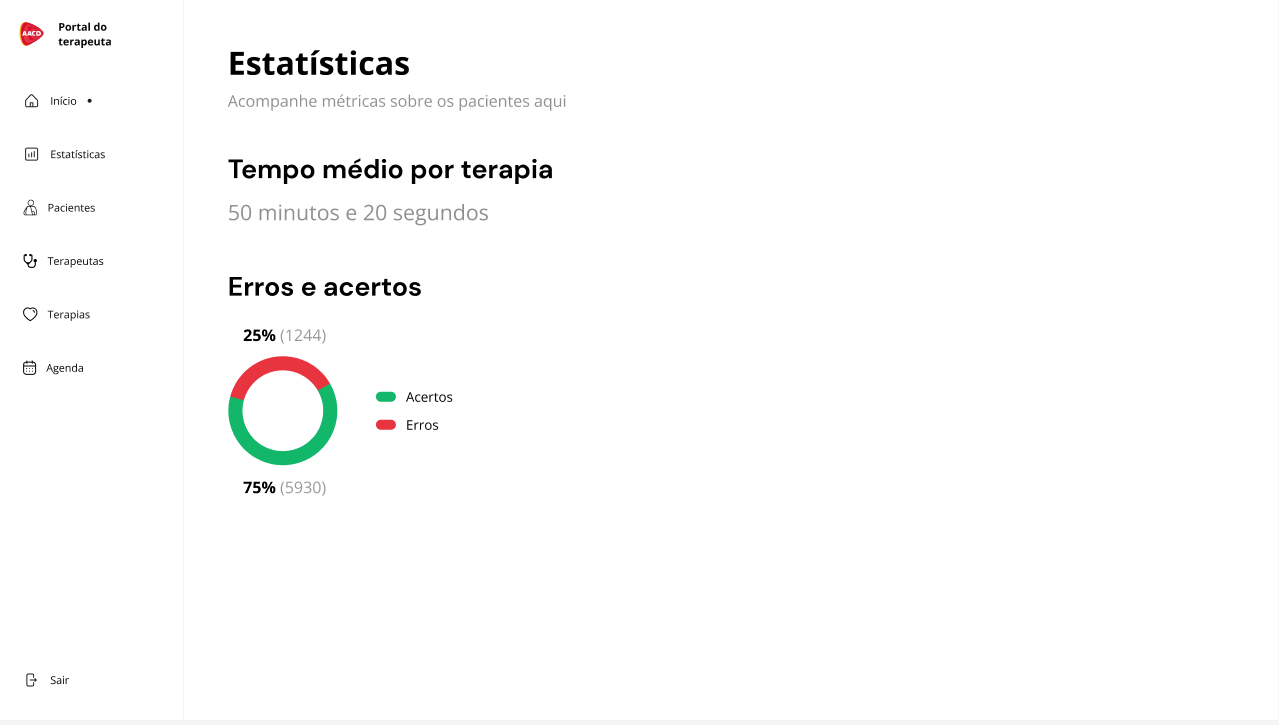 AACD
Portal do
terapeuta
Início
Estatísticas
Pacientes
Terapeutas
Terapias
Agenda
Sair
Estatísticas
Acompanhe métricas sobre os pacientes aqui
Tempo médio por terapia
50 minutos e 20 segundos
Erros e acertos
25% (1244)
Acertos
Erros
75% (5930)